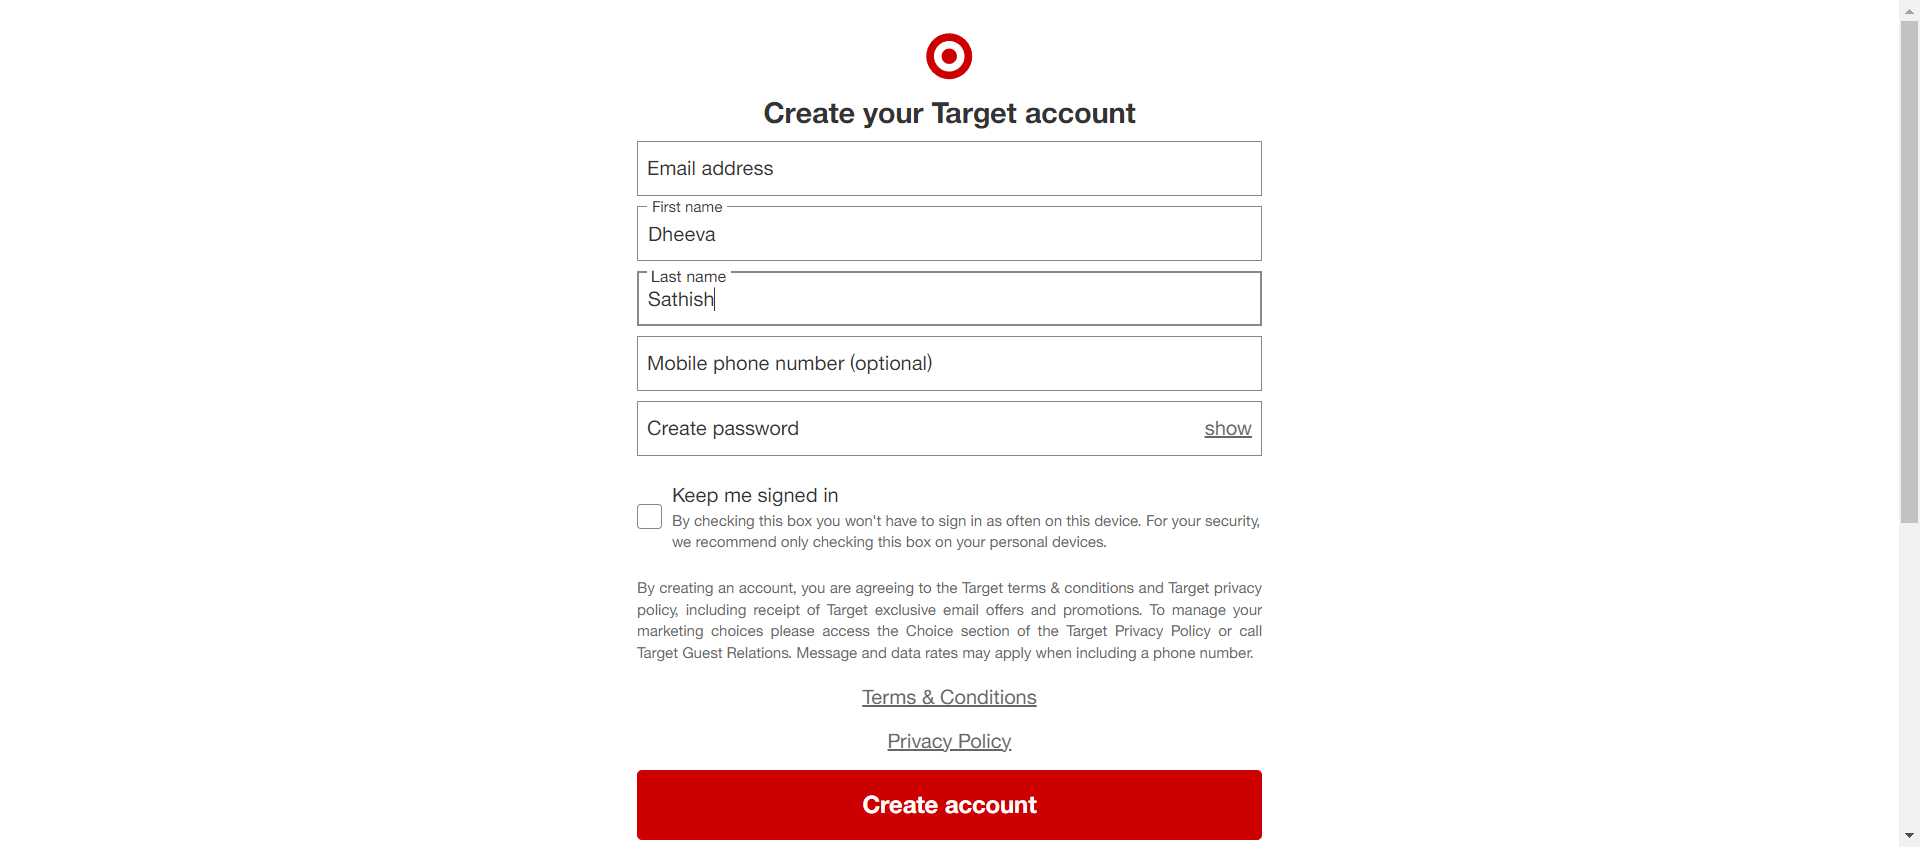 Create your Target account
Email address
First name
Dheeva
Last name
Sathish
Mobile phone number (optional)
Create password
show
Keep me signed in
By checking this box you won't have to sign in as often on this device. For your security,
we recommend only checking this box on your personal devices.
By creating an account, you are agreeing to the Target terms & conditions and Target privacy
policy, including receipt of Target exclusive email offers and promotions. To manage your
marketing choices please access the Choice section of the Target Privacy Policy or call
Target Guest Relations. Message and data rates may apply when including a phone number.
Terms & Conditions
Privacy Policy
Create account